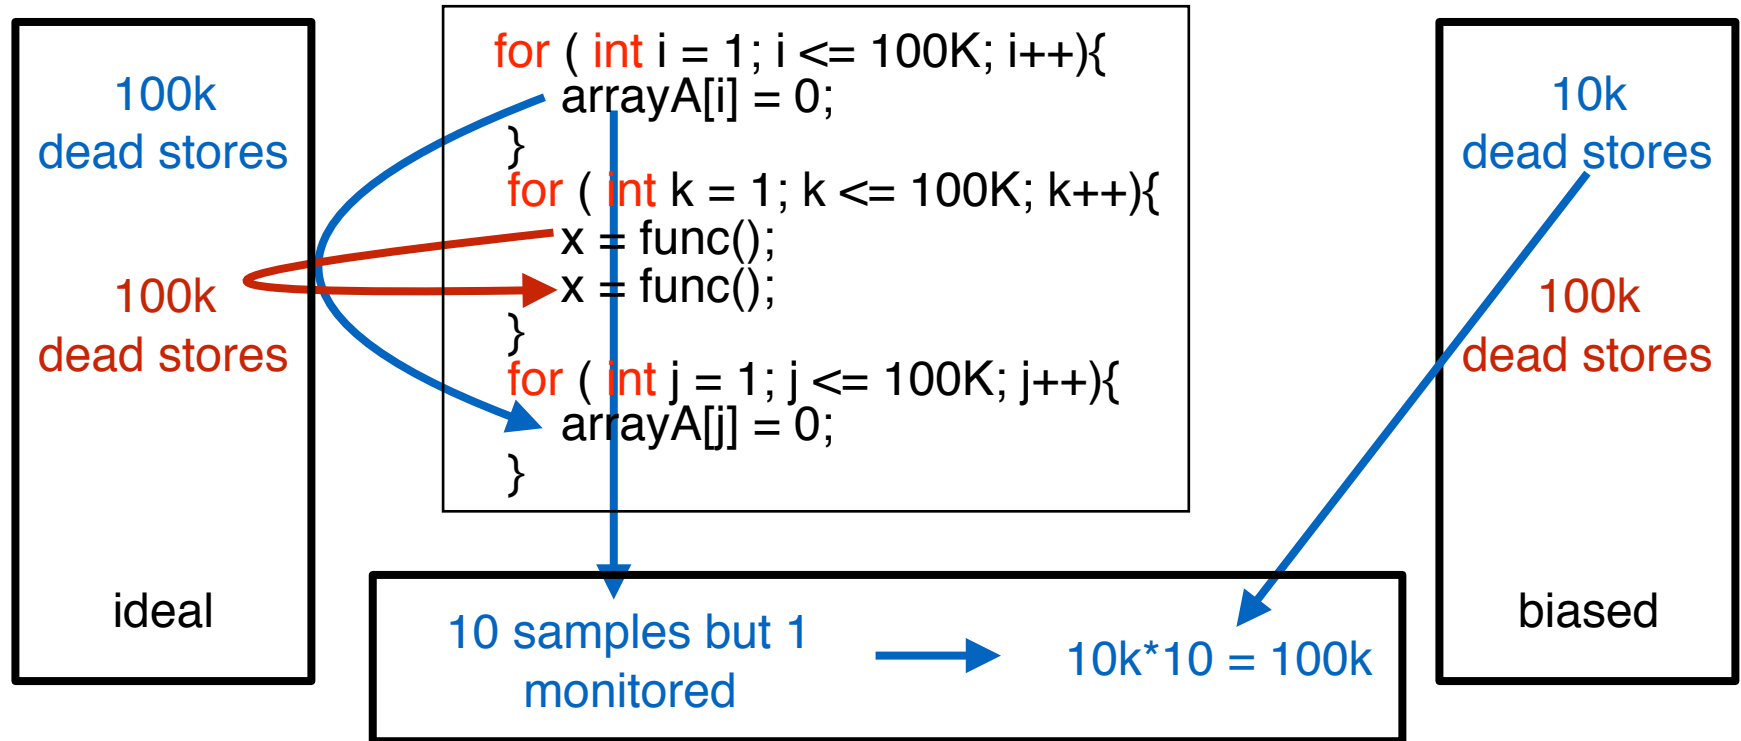 100k
dead stores
100k
dead stores
ideal
for ( int i = 1; i <= 100K; i++){
arrayA[i] = 0;
}
for ( int k = 1; k <= 100K; k++){
x = func();
x = func();
}
for ( int j = 1; j <= 100K; j++){
arrayA[j] = 0;
}
10k
dead stores
100k
dead stores
biased
10 samples but 1
monitored
10k*10 = 100k